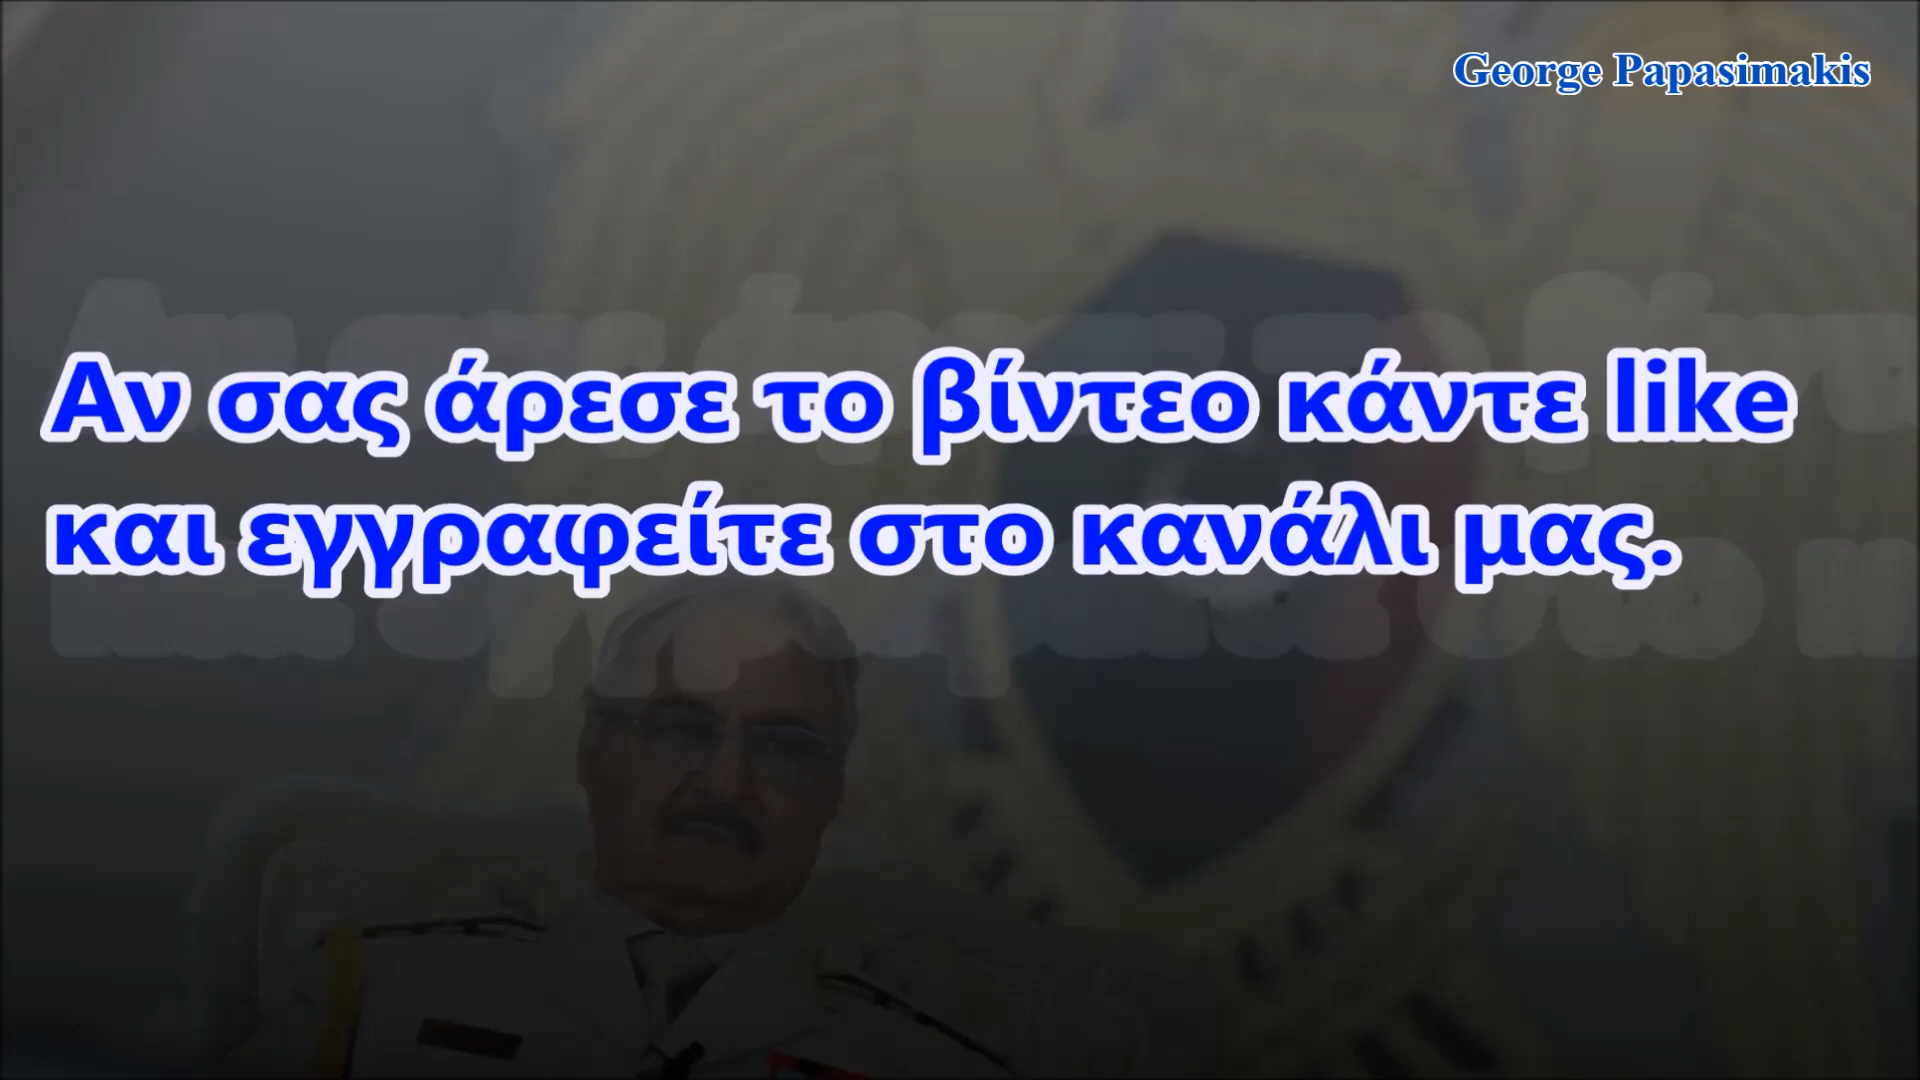 George Papasimakis
Αν σας άρεσε το βίντεο κάντε like
και εγγραφείτε στο κανάλι μας.